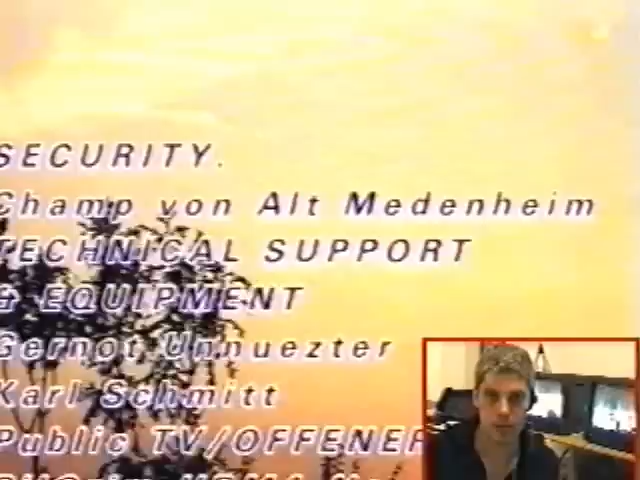 SECURITY.
Champ von Alt Medenheim
TECHNICAL SUPPORT
& EQUIPMENT
Gernot Unnuezter
Karl Schmitt
Public TV/OFFENER